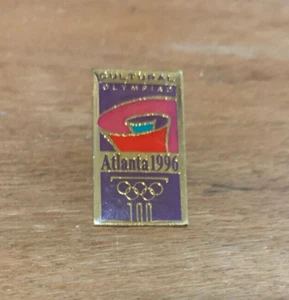 CULTURAL
OLYMPIAD
Atlanta 1996
100